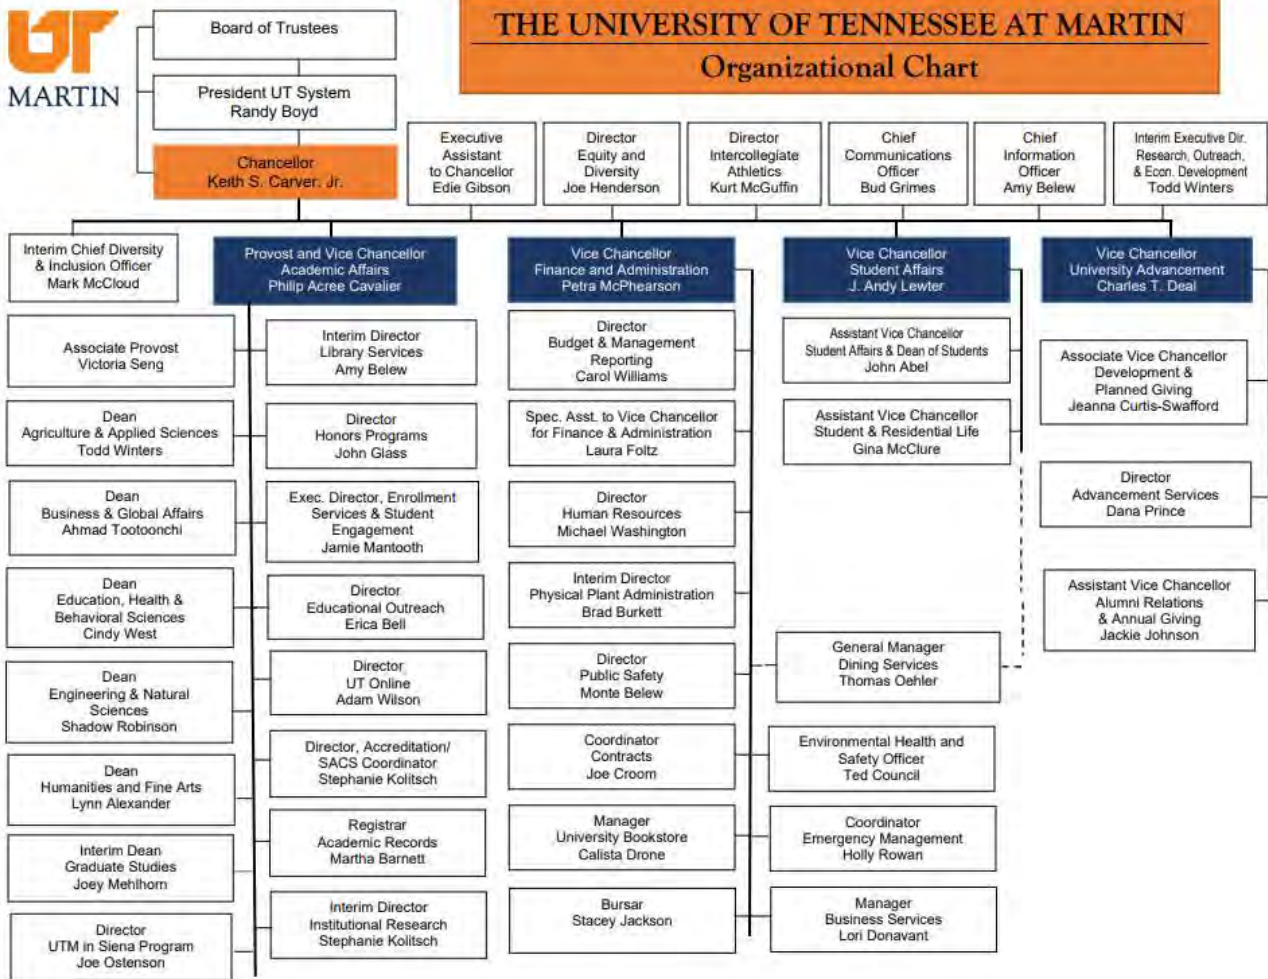 UT
MARTIN
THE UNIVERSITY OF TENNESSEE AT MARTIN
Organizational Chart
Board of Trustees
President UT System
Randy Boyd
Chancellor
Keith S. Carver, Jr.
Executive
Assistant
to Chancellor
Edie Gibson
Director
Equity and
Diversity
Joe Henderson
Director
Intercollegiate
Athletics
Kurt McGuffin
Chief
Communications
Officer
Bud Grimes
Chief
Information
Officer
Amy Belew
Interim Executive Dir.
Research, Outreach,
& Econ. Development
Todd Winters
Interim Chief Diversity
& Inclusion Officer
Mark McCloud
Provost and Vice Chancellor
Academic Affairs
Philip Acree Cavalier
Vice Chancellor
Finance and Administration
Petra McPhearson
Vice Chancellor
Student Affairs
J. Andy Lewter
Vice Chancellor
University Advancement
Charles T. Deal
Associate Provost
Victoria Seng
Dean
Agriculture & Applied Sciences
Todd Winters
Dean
Business & Global Affairs
Ahmad Tootoonchi
Dean
Education, Health &
Behavioral Sciences
Cindy West
Dean
Engineering & Natural
Sciences
Shadow Robinson
Dean
Humanities and Fine Arts
Lynn Alexander
Interim Dean
Graduate Studies
Joey Mehlhorn
Director
UTM in Siena Program
Joe Ostenson
Interim Director
Library Services
Amy Belew
Director
Honors Programs
John Glass
Exec. Director, Enrollment
Services & Student
Engagement
Jamie Mantooth
Director
Educational Outreach
Erica Bell
Director
UT Online
Adam Wilson
Director, Accreditation/
SACS Coordinator
Stephanie Kolitsch
Registrar
Academic Records
Martha Barnett
Interim Director
Institutional Research
Stephanie Kolitsch
Director
Budget & Management
Reporting
Carol Williams
Spec. Asst. to Vice Chancellor
for Finance & Administration
Laura Foltz
Director
Human Resources
Michael Washington
Interim Director
Physical Plant Administration
Brad Burkett
Director
Public Safety
Monte Belew
Coordinator
Contracts
Joe Croom
Manager
University Bookstore
Calista Drone
Bursar
Stacey Jackson
Assistant Vice Chancellor
Student Affairs & Dean of Students
John Abel
Assistant Vice Chancellor
Student & Residential Life
Gina McClure
General Manager
Dining Services
Thomas Oehler
Environmental Health and
Safety Officer
Ted Council
Coordinator
Emergency Management
Holly Rowan
Manager
Business Services
Lori Donavant
Associate Vice Chancellor
Development &
Planned Giving
Jeanna Curtis-Swafford
Director
Advancement Services
Dana Prince
Assistant Vice Chancellor
Alumni Relations
& Annual Giving
Jackie Johnson